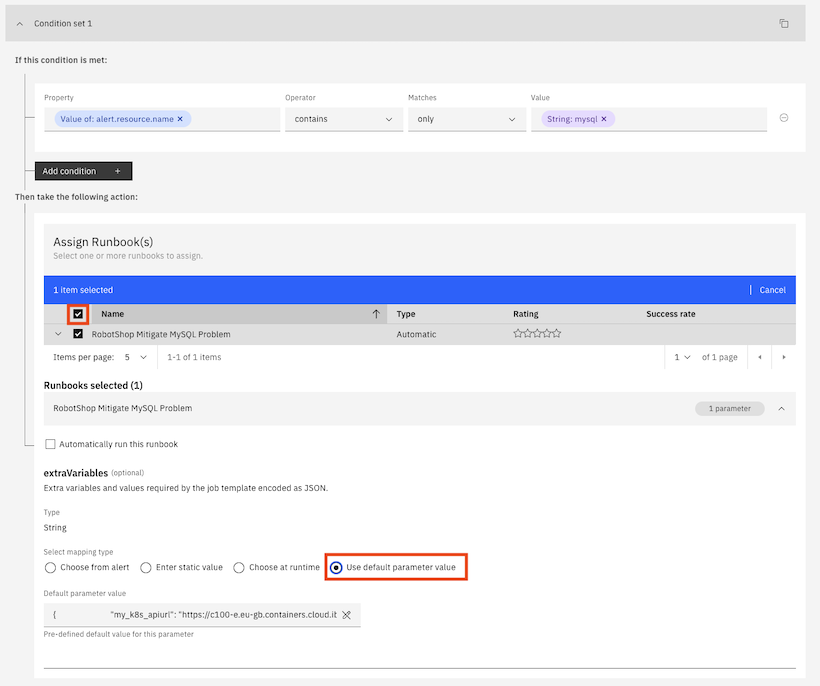 Condition set 1
If this condition is met:
Property Operator Matches Value
Value of: alert.resource.name × contains only String: mysql ×
Add condition +
Then take the following action:
Assign Runbook(s)
Select one or more runbooks to assign.
1 item selected Cancel
Name Type Rating Success rate
RobotShop Mitigate MySQL Problem Automatic
Items per page: 5 1-1 of 1 items 1 of 1 page
Runbooks selected (1)
RobotShop Mitigate MySQL Problem 1 parameter
Automatically run this runbook
extraVariables (optional)
Extra variables and values required by the job template encoded as JSON.
Type
String
Select mapping type
Choose from alert Enter static value Choose at runtime Use default parameter value
Default parameter value
{ "my_k8s_apiurl": "https://c100-e.eu-gb.containers.cloud.it
Pre-defined default value for this parameter